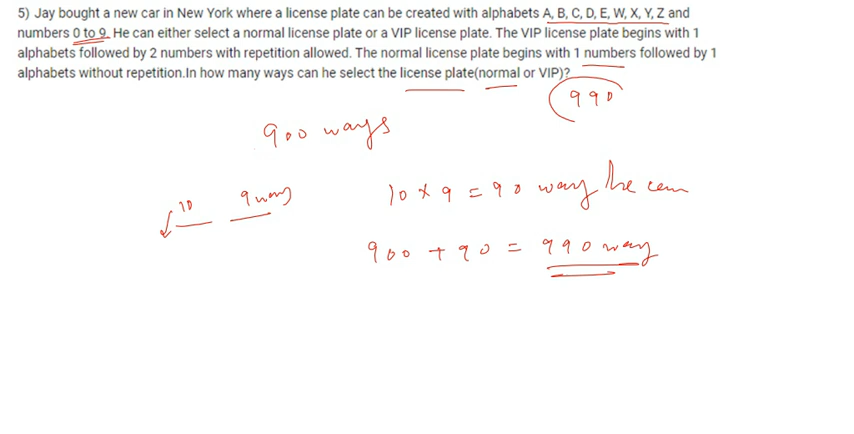 5) Jay bought a new car in New York where a license plate can be created with alphabets A, B, C, D, E, W, X, Y, Z and
numbers 0 to 9. He can either select a normal license plate or a VIP license plate. The VIP license plate begins with 1
alphabets followed by 2 numbers with repetition allowed. The normal license plate begins with 1 numbers followed by 1
alphabets without repetition.In how many ways can he select the license plate(normal or VIP)?
990
900 ways
10 9 way
10 × 9 = 90 way he can
900 + 90 = 990 way